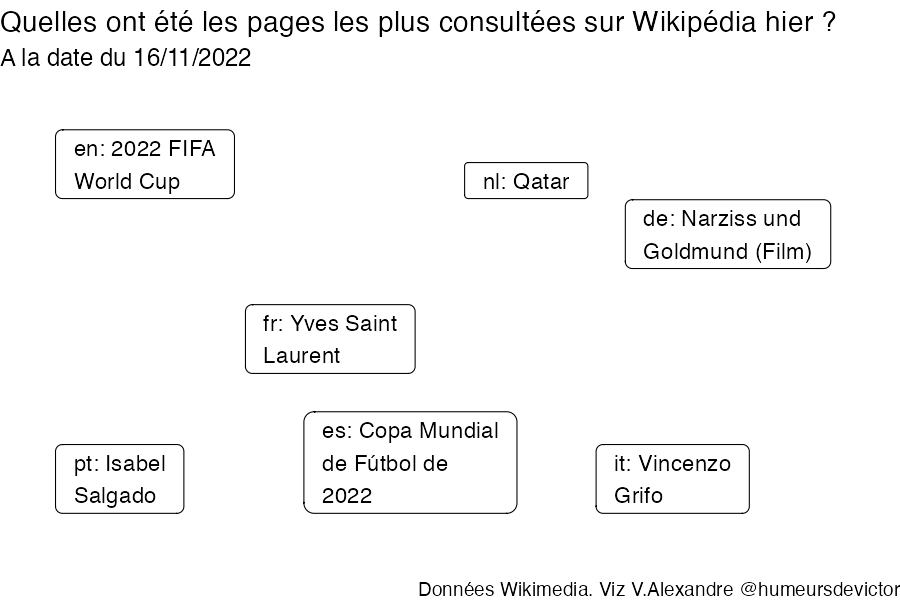 Quelles ont été les pages les plus consultées sur Wikipédia hier ?
A la date du 16/11/2022
en: 2022 FIFA
World Cup
nl: Qatar
de: Narziss und
Goldmund (Film)
fr: Yves Saint
Laurent
es: Copa Mundial
de Fútbol de
2022
pt: Isabel
Salgado
it: Vincenzo
Grifo
Données Wikimedia. Viz V.Alexandre @humeursdevictor